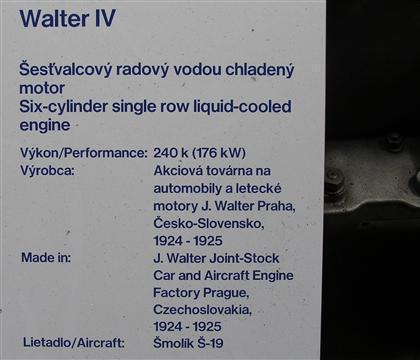 Walter IV
Šesťvalcový radový vodou chladený
motor
Six-cylinder single row liquid-cooled
engine
Výkon/Performance: 240 k (176 kW)
Výrobca: Akciová továrna na
automobily a letecké
motory J. Walter Praha,
Česko-Slovensko,
1924 - 1925
Made in: J. Walter Joint-Stock
Car and Aircraft Engine
Factory Prague,
Czechoslovakia,
1924 - 1925
Lietadlo/Aircraft: Šmolík Š-19